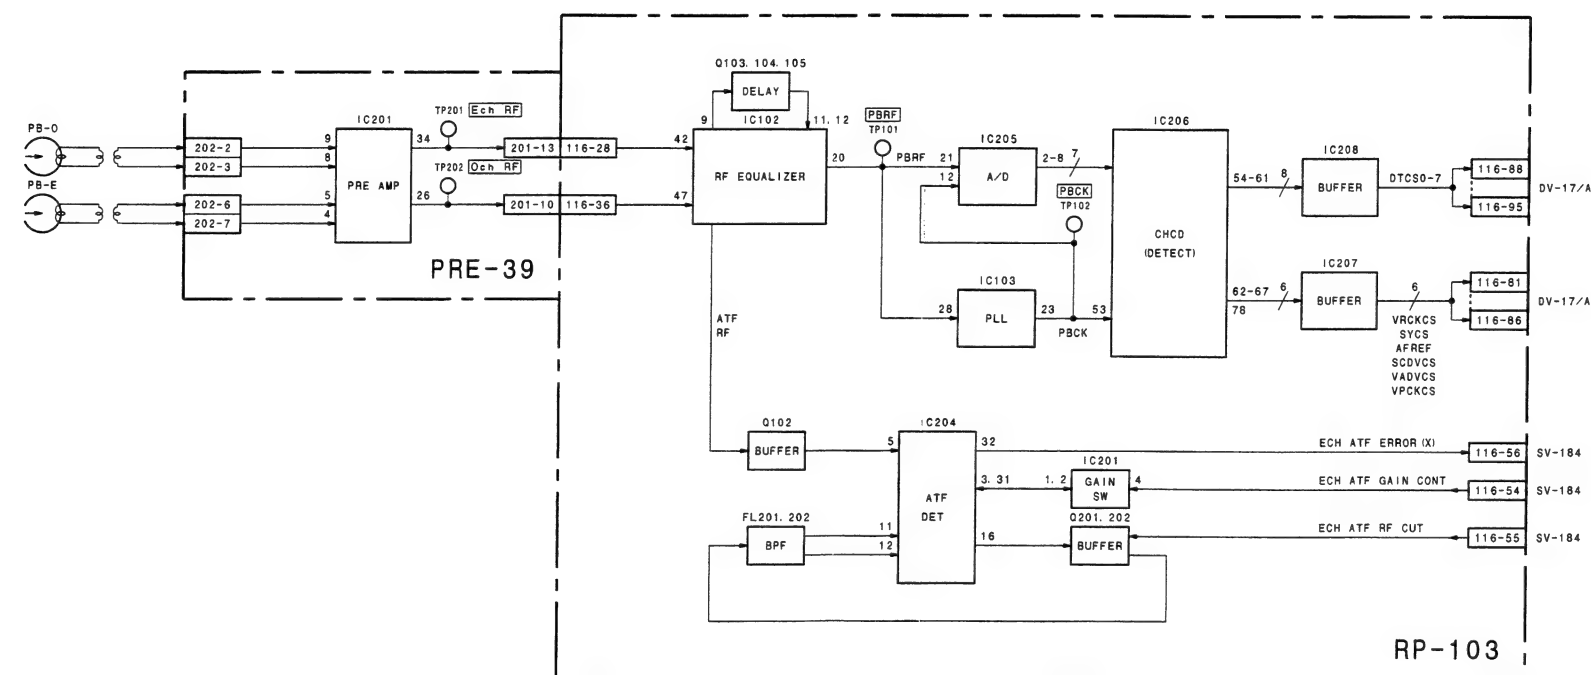 PB-O
PB-E
202-2
202-3
202-6
202-7
9
8
5
4
IC201
PRE AMP
34
26
TP201 Ech RF
TP202 Och RF
201-13
116-28
201-10
116-36
PRE-39
42
47
Q103. 104. 105
DELAY
9
11. 12
IC102
RF EQUALIZER
20
PBRF
TP101
PBRF
21
12
IC205
A/D
2-8
7
PBCK
TP102
28
IC103
PLL
23
PBCK
53
IC206
CHCD
(DETECT)
54-61
8
IC208
BUFFER
DTCS0-7
116-88
116-95
DV-17/A
62-67
78
6
IC207
BUFFER
6
VRCKCS
SYCS
AFREF
SCDVCS
VADVCS
VPCKCS
116-81
116-86
DV-17/A
ATF
RF
Q102
BUFFER
5
IC204
ATF
DET
32
ECH ATF ERROR(X)
116-56
SV-184
3. 31
1. 2
IC201
GAIN
SW
4
ECH ATF GAIN CONT
116-54
SV-184
FL201. 202
BPF
11
12
16
Q201. 202
BUFFER
ECH ATF RF CUT
116-55
SV-184
RP-103